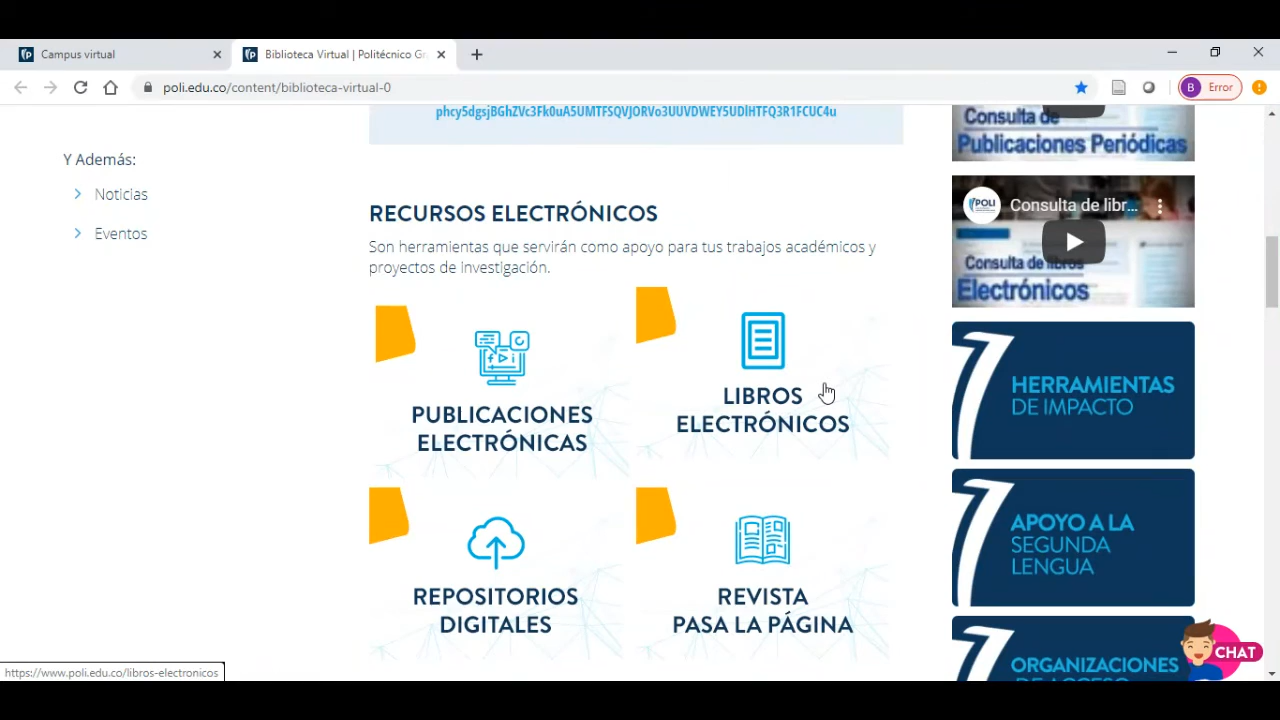 Campus virtual
Biblioteca Virtual | Politécnico Gr
poli.edu.co/content/biblioteca-virtual-0
B
Error
phcy5dgsjBGhZVc3Fk0uA5UMTFSQVJORVo3UUVDWEY5UDlHTFQ3R1FCUC4u
Y Además:
Noticias
Eventos
RECURSOS ELECTRÓNICOS
Son herramientas que servirán como apoyo para tus trabajos académicos y
proyectos de investigación.
PUBLICACIONES
ELECTRÓNICAS
LIBROS
ELECTRÓNICOS
REPOSITORIOS
DIGITALES
REVISTA
PASA LA PÁGINA
Consulta de
Publicaciones Periódicas
POLI
Consulta de libr...
Consulta de libros
Electrónicos
HERRAMIENTAS
DE IMPACTO
APOYO A LA
SEGUNDA
LENGUA
ORGANIZACIONES
DE ACCESO
CHAT
https://www.poli.edu.co/libros-electronicos